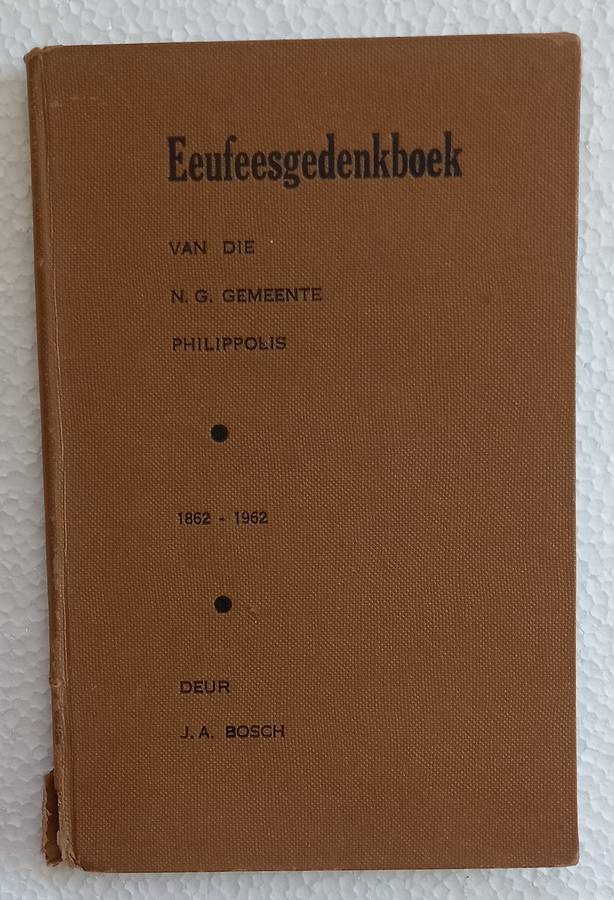 Eeufeesgedenkboek
VAN DIE
N. G. GEMEENTE
PHILIPPOLIS
1862 - 1962
DEUR
J. A. BOSCH